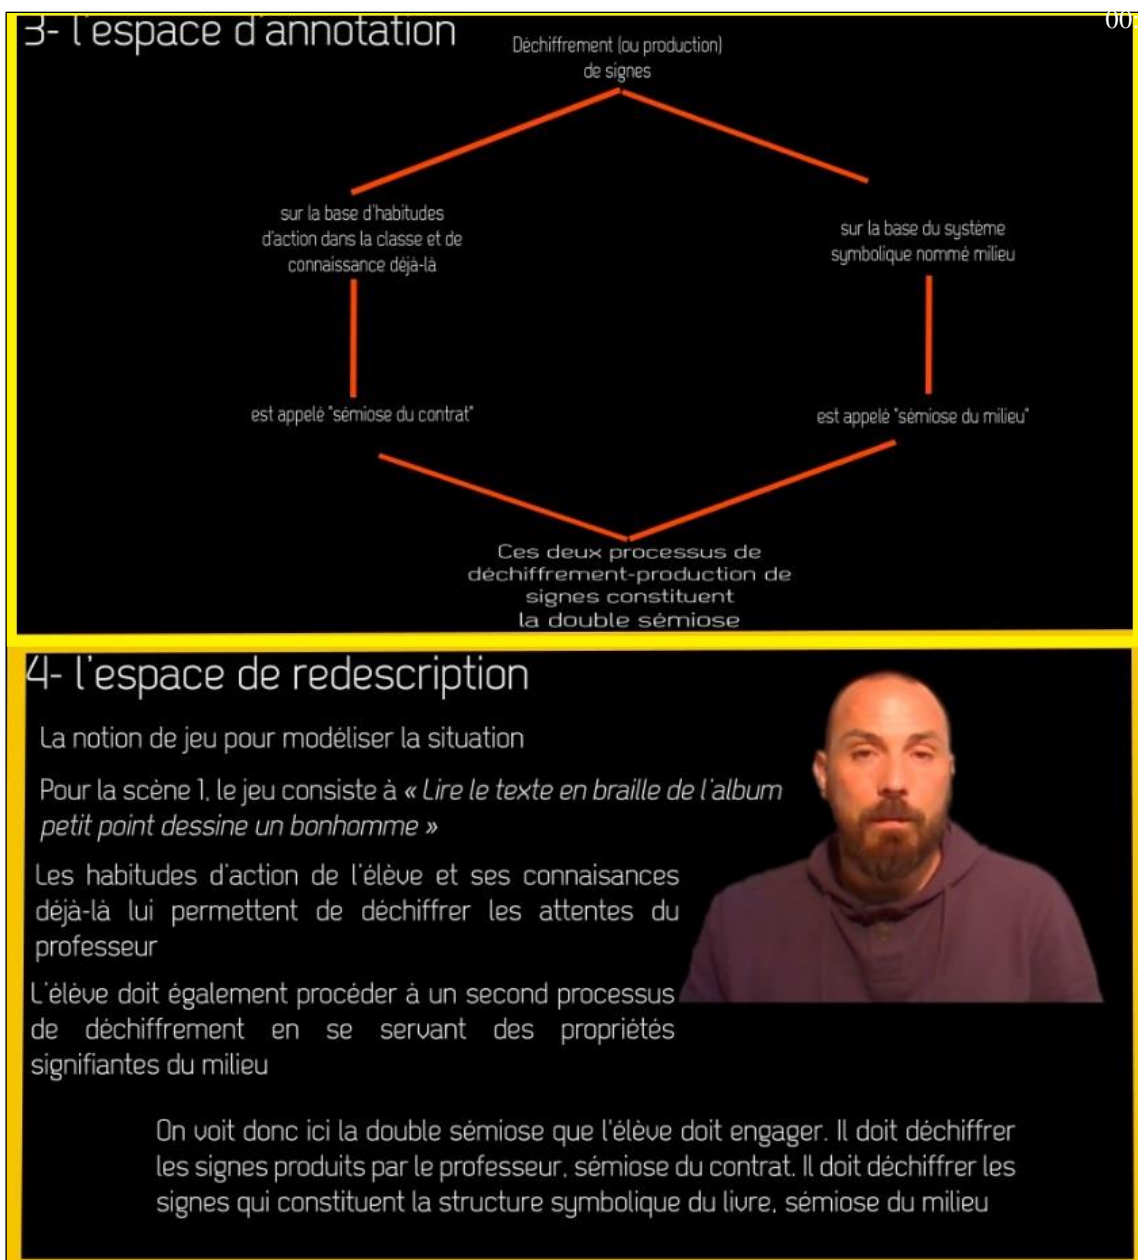 3- l'espace d'annotation
00:
Déchiffrement (ou production)
de signes
sur la base d'habitudes
d'action dans la classe et de
connaissance déjà-là
sur la base du système
symbolique nommé milieu
est appelé "sémiose du contrat"
est appelé "sémiose du milieu"
Ces deux processus de
déchiffrement-production de
signes constituent
la double sémiose
4- l'espace de redescription
La notion de jeu pour modéliser la situation
Pour la scène 1, le jeu consiste à « Lire le texte en braille de l'album
petit point dessine un bonhomme »
Les habitudes d'action de l'élève et ses connaisances
déjà-là lui permettent de déchiffrer les attentes du
professeur
L'élève doit également procéder à un second processus
de déchiffrement en se servant des propriétés
signifiantes du milieu
On voit donc ici la double sémiose que l'élève doit engager. Il doit déchiffrer
les signes produits par le professeur, sémiose du contrat. Il doit déchiffrer les
signes qui constituent la structure symbolique du livre, sémiose du milieu